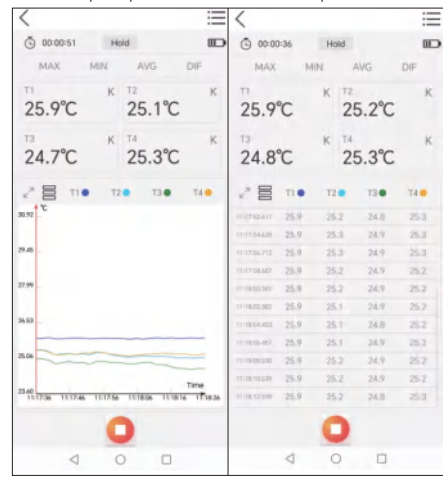 00:00:51 Hold
MAX MIN AVG DIF
T1 K T2 K
25.9°C 25.1°C
T3 K T4 K
24.7°C 25.3°C
T1 T2 T3 T4
°C
30.92
29.45
27.99
26.53
25.06
23.60
Time
11:17:36 11:17:46 11:17:56 11:18:06 11:18:16 11:18:26
00:00:36 Hold
MAX MIN AVG DIF
T1 K T2 K
25.9°C 25.2°C
T3 K T4 K
24.8°C 25.3°C
T1 T2 T3 T4
11:17:52.611 25.9 25.2 24.8 25.3
25.9 25.3 24.9 25.3
25.9 25.3 24.9 25.3
25.9 25.2 24.9 25.2
25.9 25.2 24.9 25.2
25.9 25.1 24.9 25.2
25.9 25.1 24.8 25.2
25.9 25.1 24.9 25.2
25.9 25.2 24.9 25.2
25.9 25.2 24.9 25.2
25.9 25.2 24.8 25.3